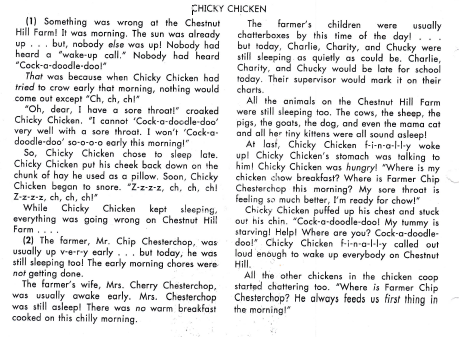 CHICKY CHICKEN
(1) Something was wrong at the Chestnut
Hill Farm! It was morning. The sun was already
up . . . but, nobody else was up! Nobody had
heard a "wake-up call." Nobody had heard
"Cock-a-doodle-doo!"
That was because when Chicky Chicken had
tried to crow early that morning, nothing would
come out except "Ch, ch, ch!"
"Oh, dear, I have a sore throat!" croaked
Chicky Chicken. "I cannot 'Cock-a-doodle-doo'
very well with a sore throat. I won't 'Cock-a-
doodle-doo' so-o-o-o early this morning!"
So, Chicky Chicken chose to sleep late.
Chicky Chicken put his cheek back down on the
chunk of hay he used as a pillow. Soon, Chicky
Chicken began to snore. "Z-z-z-z, ch, ch, ch!
Z-z-z-z, ch, ch, ch!"
While Chicky Chicken kept sleeping,
everything was going wrong on Chestnut Hill
Farm . . . .
(2) The farmer, Mr. Chip Chesterchop, was
usually up v-e-r-y early . . . but today, he was
still sleeping too! The early morning chores were
not getting done.
The farmer's wife, Mrs. Cherry Chesterchop,
was usually awake early. Mrs. Chesterchop
was still asleep! There was no warm breakfast
cooked on this chilly morning.
The farmer's children were usually
chatterboxes by this time of the day! . . .
but today, Charlie, Charity, and Chucky were
still sleeping as quietly as could be. Charlie,
Charity, and Chucky would be late for school
today. Their supervisor would mark it on their
charts.
All the animals on the Chestnut Hill Farm
were still sleeping too. The cows, the sheep, the
pigs, the goats, the dog, and even the mama cat
and all her tiny kittens were all sound asleep!
At last, Chicky Chicken f-i-n-a-l-l-y woke
up! Chicky Chicken's stomach was talking to
him! Chicky Chicken was hungry! "Where is my
chicken chow breakfast? Where is Farmer Chip
Chesterchop this morning? My sore throat is
feeling so much better, I'm ready for chow!"
Chicky Chicken puffed up his chest and stuck
out his chin. "Cock-a-doodle-doo! My tummy is
starving! Help! Where are you? Cock-a-doodle-
doo!" Chicky Chicken f-i-n-a-l-l-y called out
loud enough to wake up everybody on Chestnut
Hill.
All the other chickens in the chicken coop
started chattering too. "Where is Farmer Chip
Chesterchop? He always feeds us first thing in
the morning!"